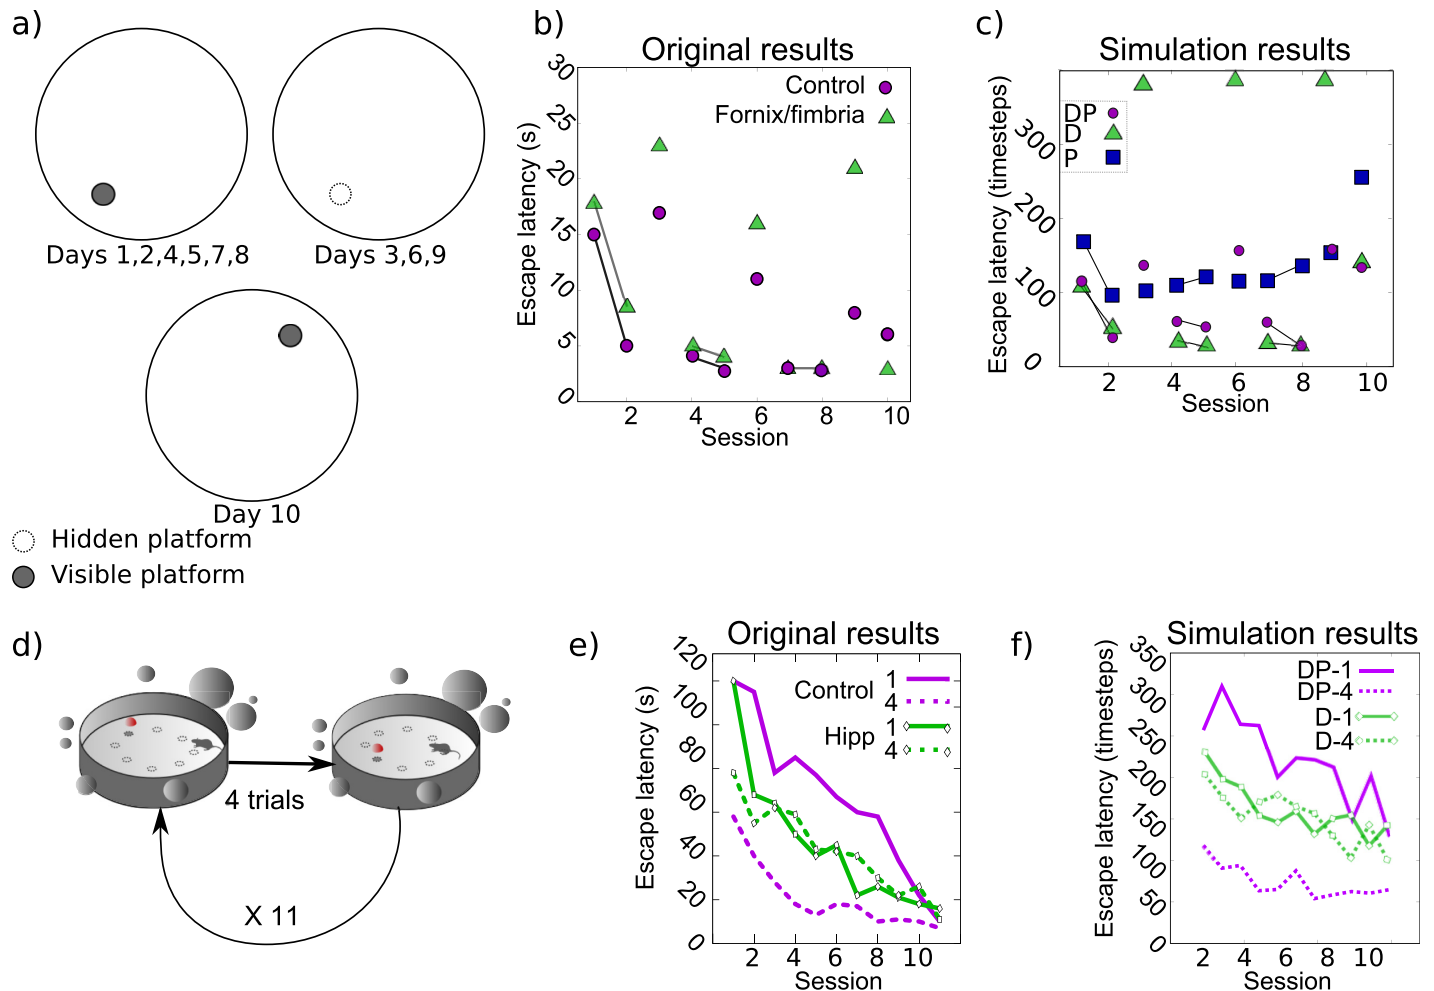 a)
Days 1,2,4,5,7,8
Days 3,6,9
Day 10
Hidden platform
Visible platform
b)
Original results
Control
Fornix/fimbria
Escape latency (s)
30
25
20
15
10
5
0
2 4 6 8 10
Session
c)
Simulation results
DP
D
P
Escape latency (timesteps)
300
200
100
0
2 4 6 8 10
Session
d)
4 trials
X 11
e)
Original results
Control 1
4
Hipp 1
4
Escape latency (s)
120
100
80
60
40
20
0
2 4 6 8 10
Session
f)
Simulation results
DP-1
DP-4
D-1
D-4
Escape latency (timesteps)
350
300
250
200
150
100
50
0
2 4 6 8 10
Session